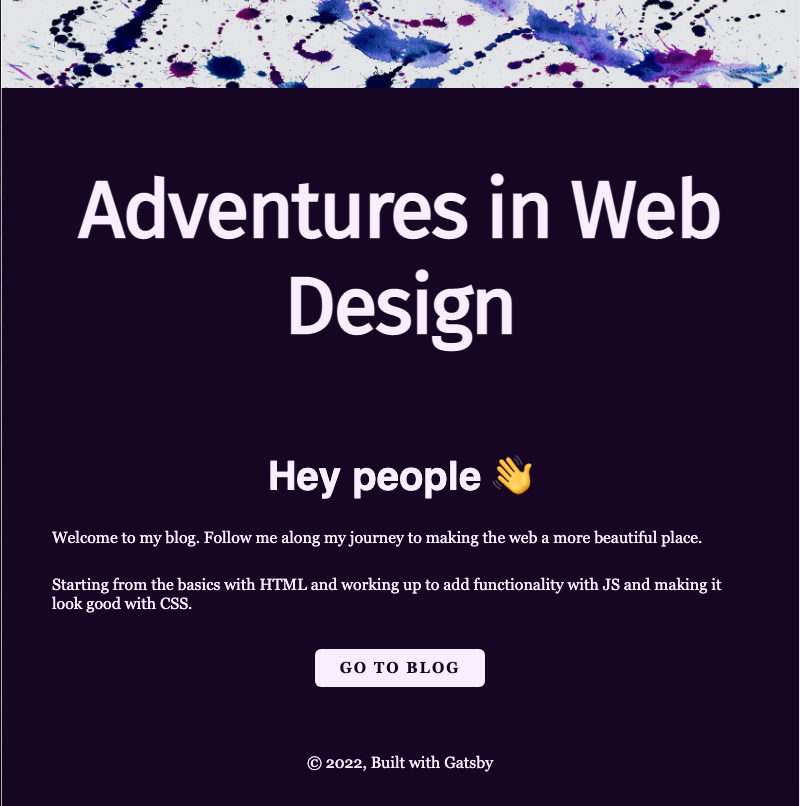 Adventures in Web
Design
Hey people 👋
Welcome to my blog. Follow me along my journey to making the web a more beautiful place.
Starting from the basics with HTML and working up to add functionality with JS and making it
look good with CSS.
GO TO BLOG
© 2022, Built with Gatsby